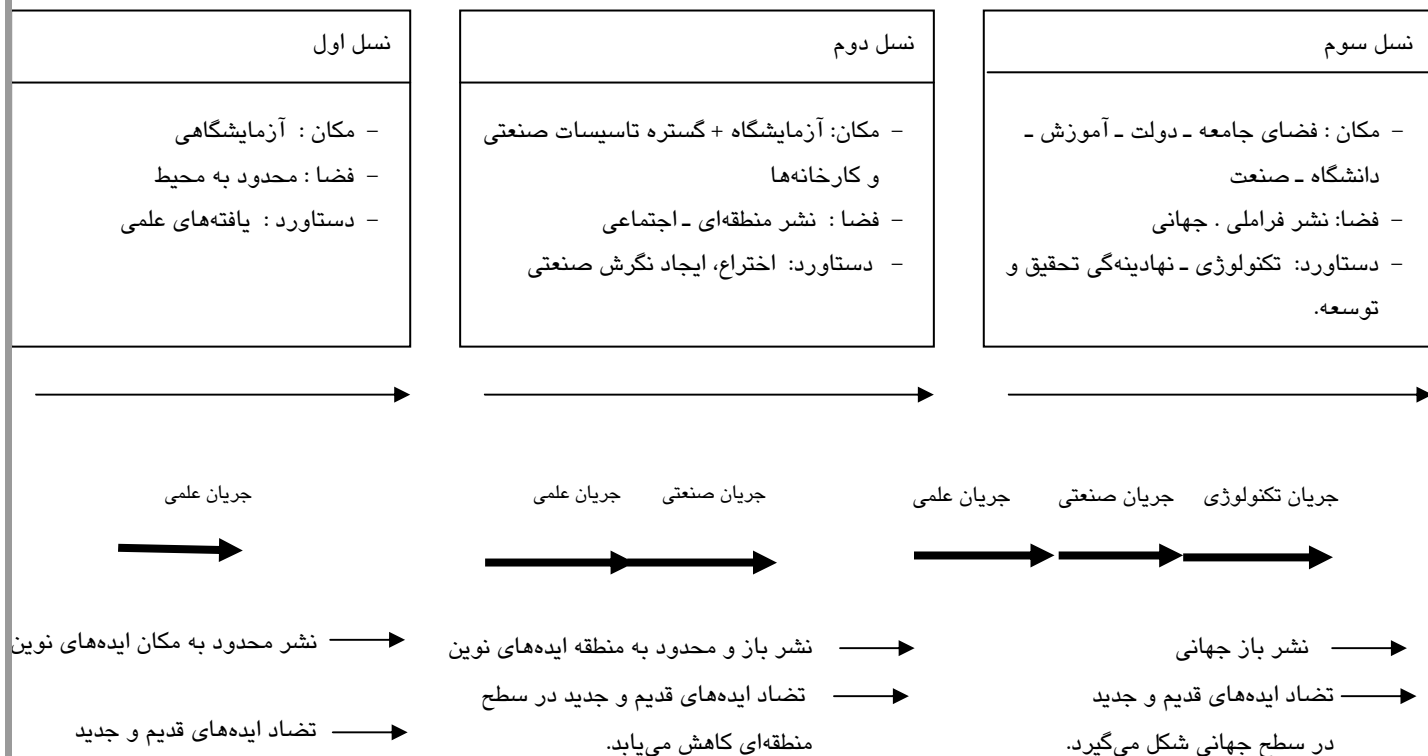 نسل اول
- مکان : آزمایشگاهی
- فضا : محدود به محیط
- دستاورد : یافته‌های علمی
نسل دوم
- مکان: آزمایشگاه + گستره تاسیسات صنعتی
و کارخانه‌ها
- فضا : نشر منطقه‌ای ـ اجتماعی
- دستاورد: اختراع، ایجاد نگرش صنعتی
نسل سوم
- مکان : فضای جامعه ـ دولت ـ آموزش ـ
دانشگاه ـ صنعت
- فضا: نشر فراملی . جهانی
- دستاورد: تکنولوژی ـ نهادینه‌گی تحقیق و
توسعه.
جریان علمی
جریان علمی
جریان صنعتی
جریان علمی
جریان صنعتی
جریان تکنولوژی
نشر محدود به مکان ایده‌های نوین
تضاد ایده‌های قدیم و جدید
نشر باز و محدود به منطقه ایده‌های نوین
تضاد ایده‌های قدیم و جدید در سطح
منطقه‌ای کاهش می‌یابد.
نشر باز جهانی
تضاد ایده‌های قدیم و جدید
در سطح جهانی شکل می‌گیرد.